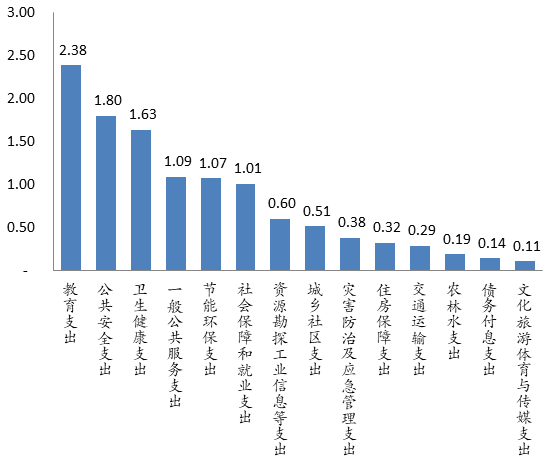 3.00
2.50
2.00
1.50
1.00
0.50
-
2.38
1.80
1.63
1.09
1.07
1.01
0.60
0.51
0.38
0.32
0.29
0.19
0.14
0.11
教育支出
公共安全支出
卫生健康支出
一般公共服务支出
节能环保支出
社会保障和就业支出
资源勘探工业信息等支出
城乡社区支出
灾害防治及应急管理支出
住房保障支出
交通运输支出
农林水支出
债务付息支出
文化旅游体育与传媒支出